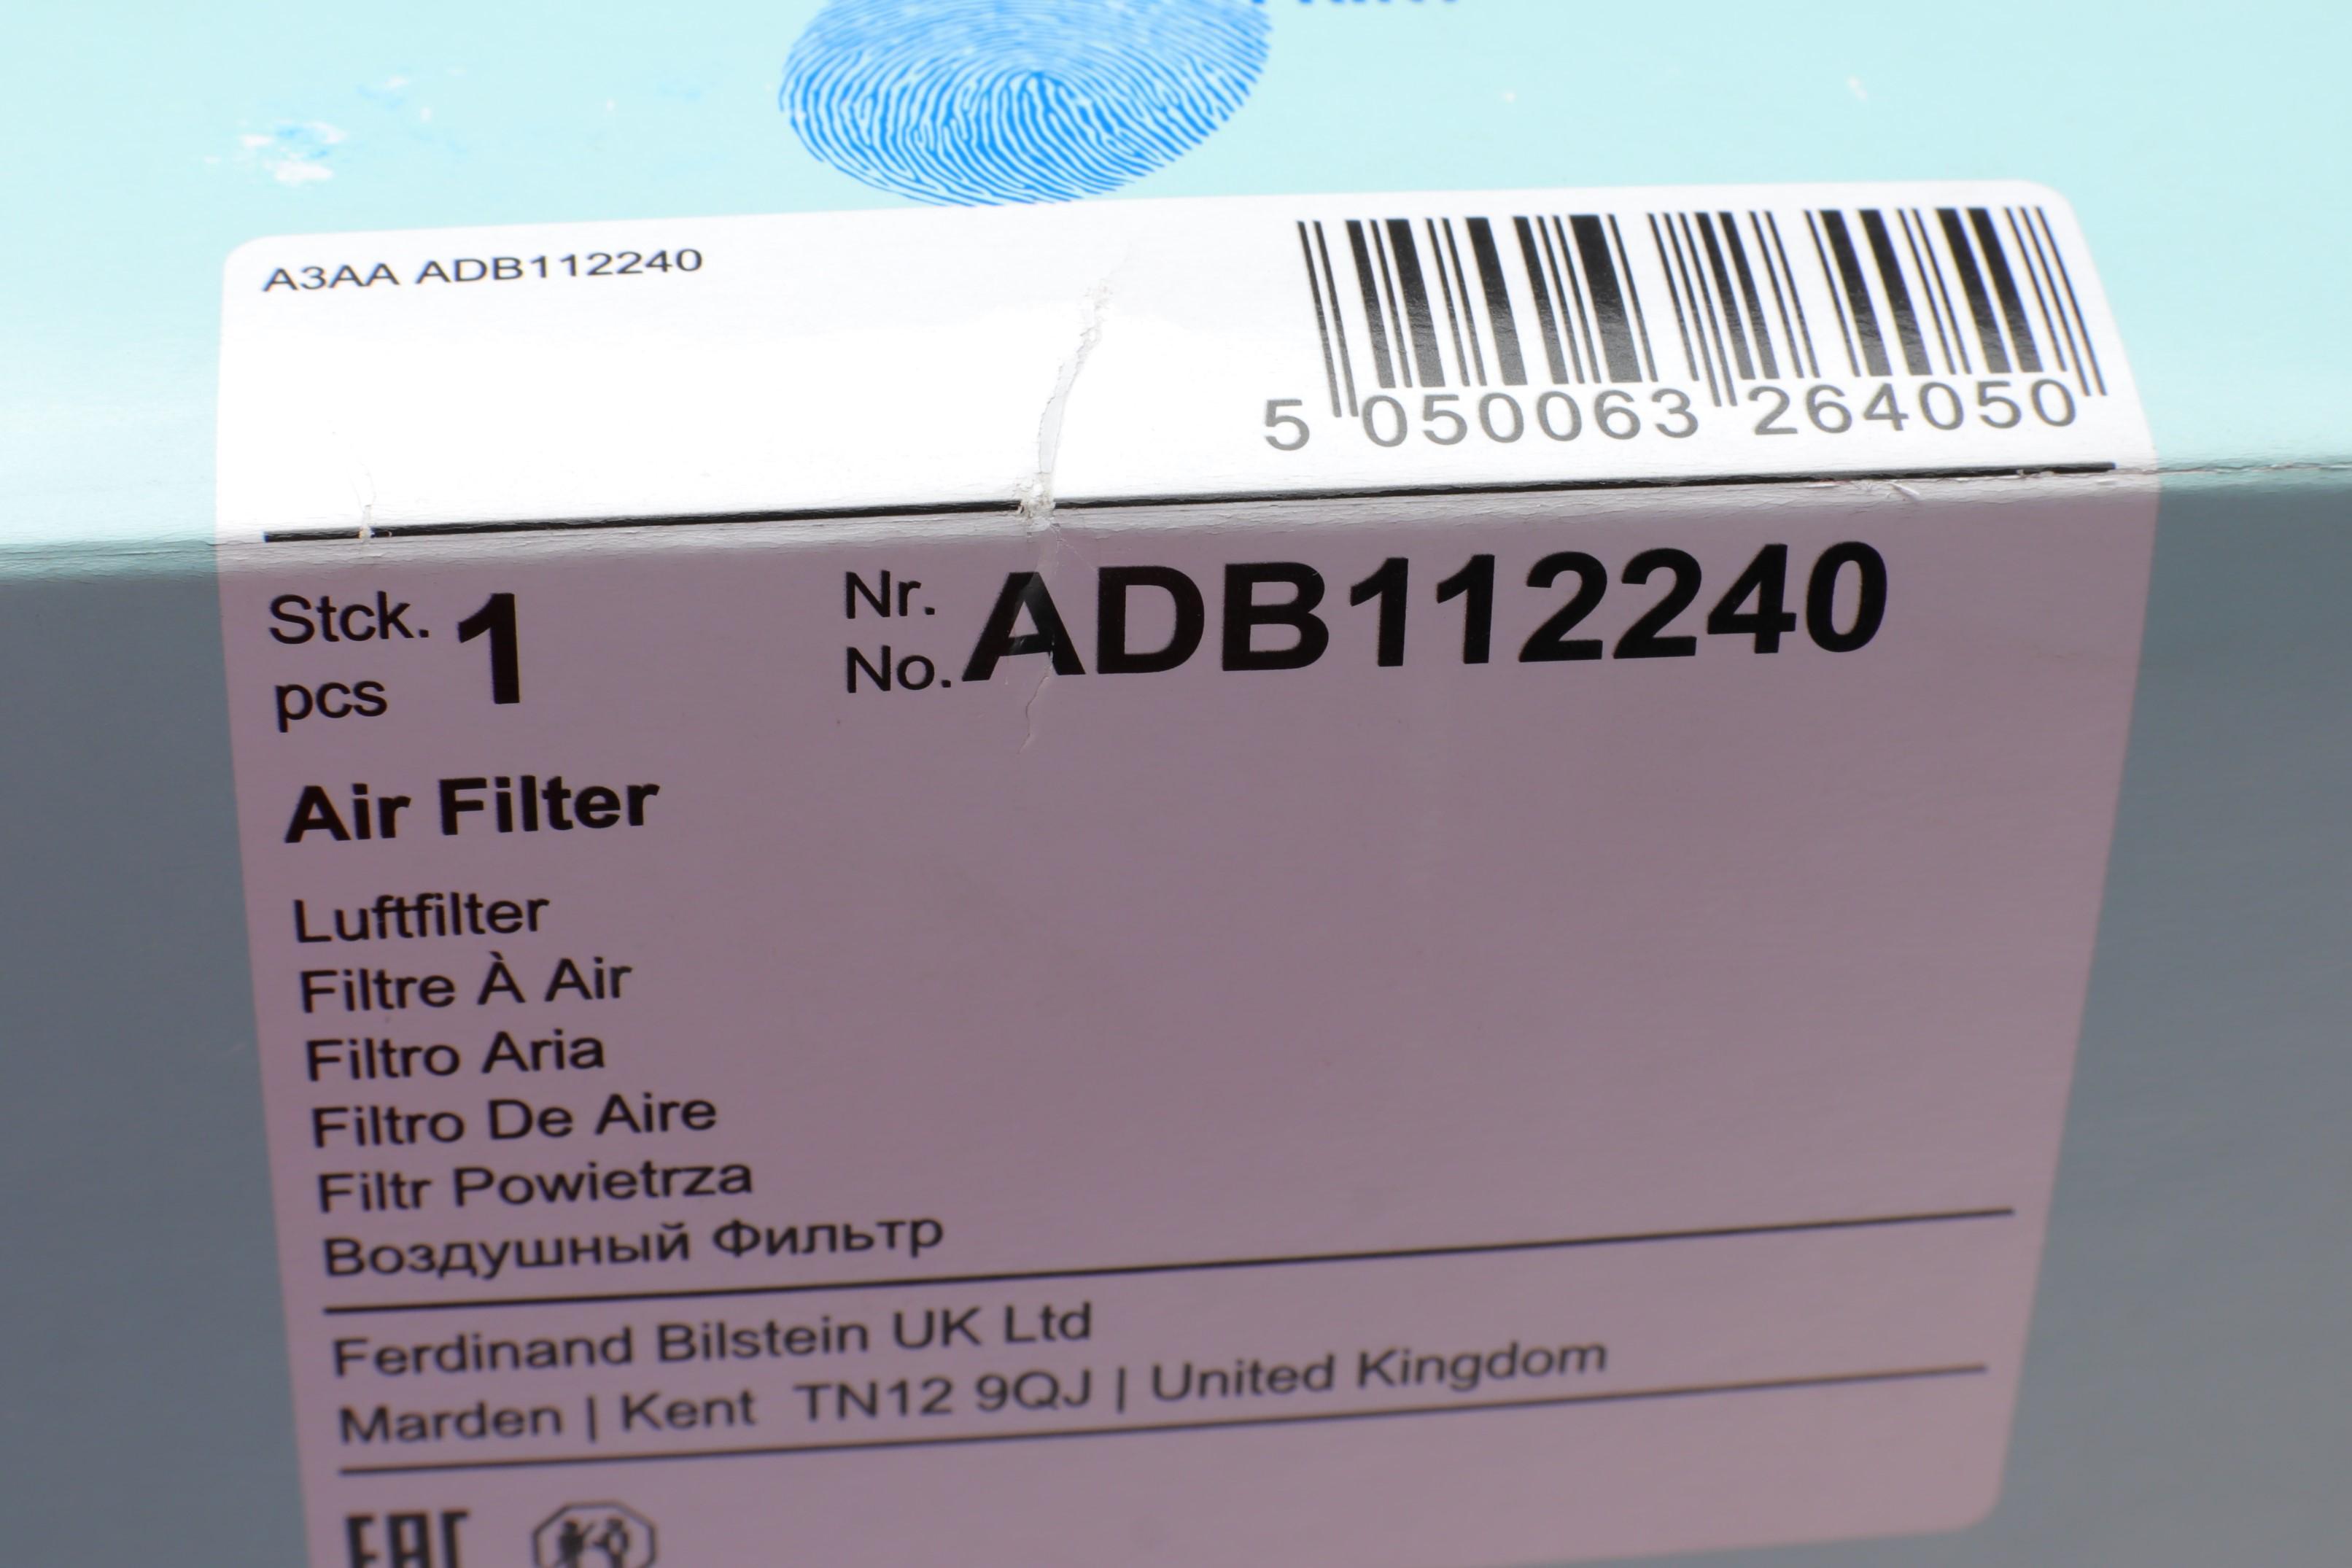 A3AA ADB112240
5 050063 264050
Stck. 1
pcs
Nr.
No. ADB112240
Air Filter
Luftfilter
Filtre À Air
Filtro Aria
Filtro De Aire
Filtr Powietrza
Воздушный Фильтр
Ferdinand Bilstein UK Ltd
Marden | Kent TN12 9QJ | United Kingdom
EAC